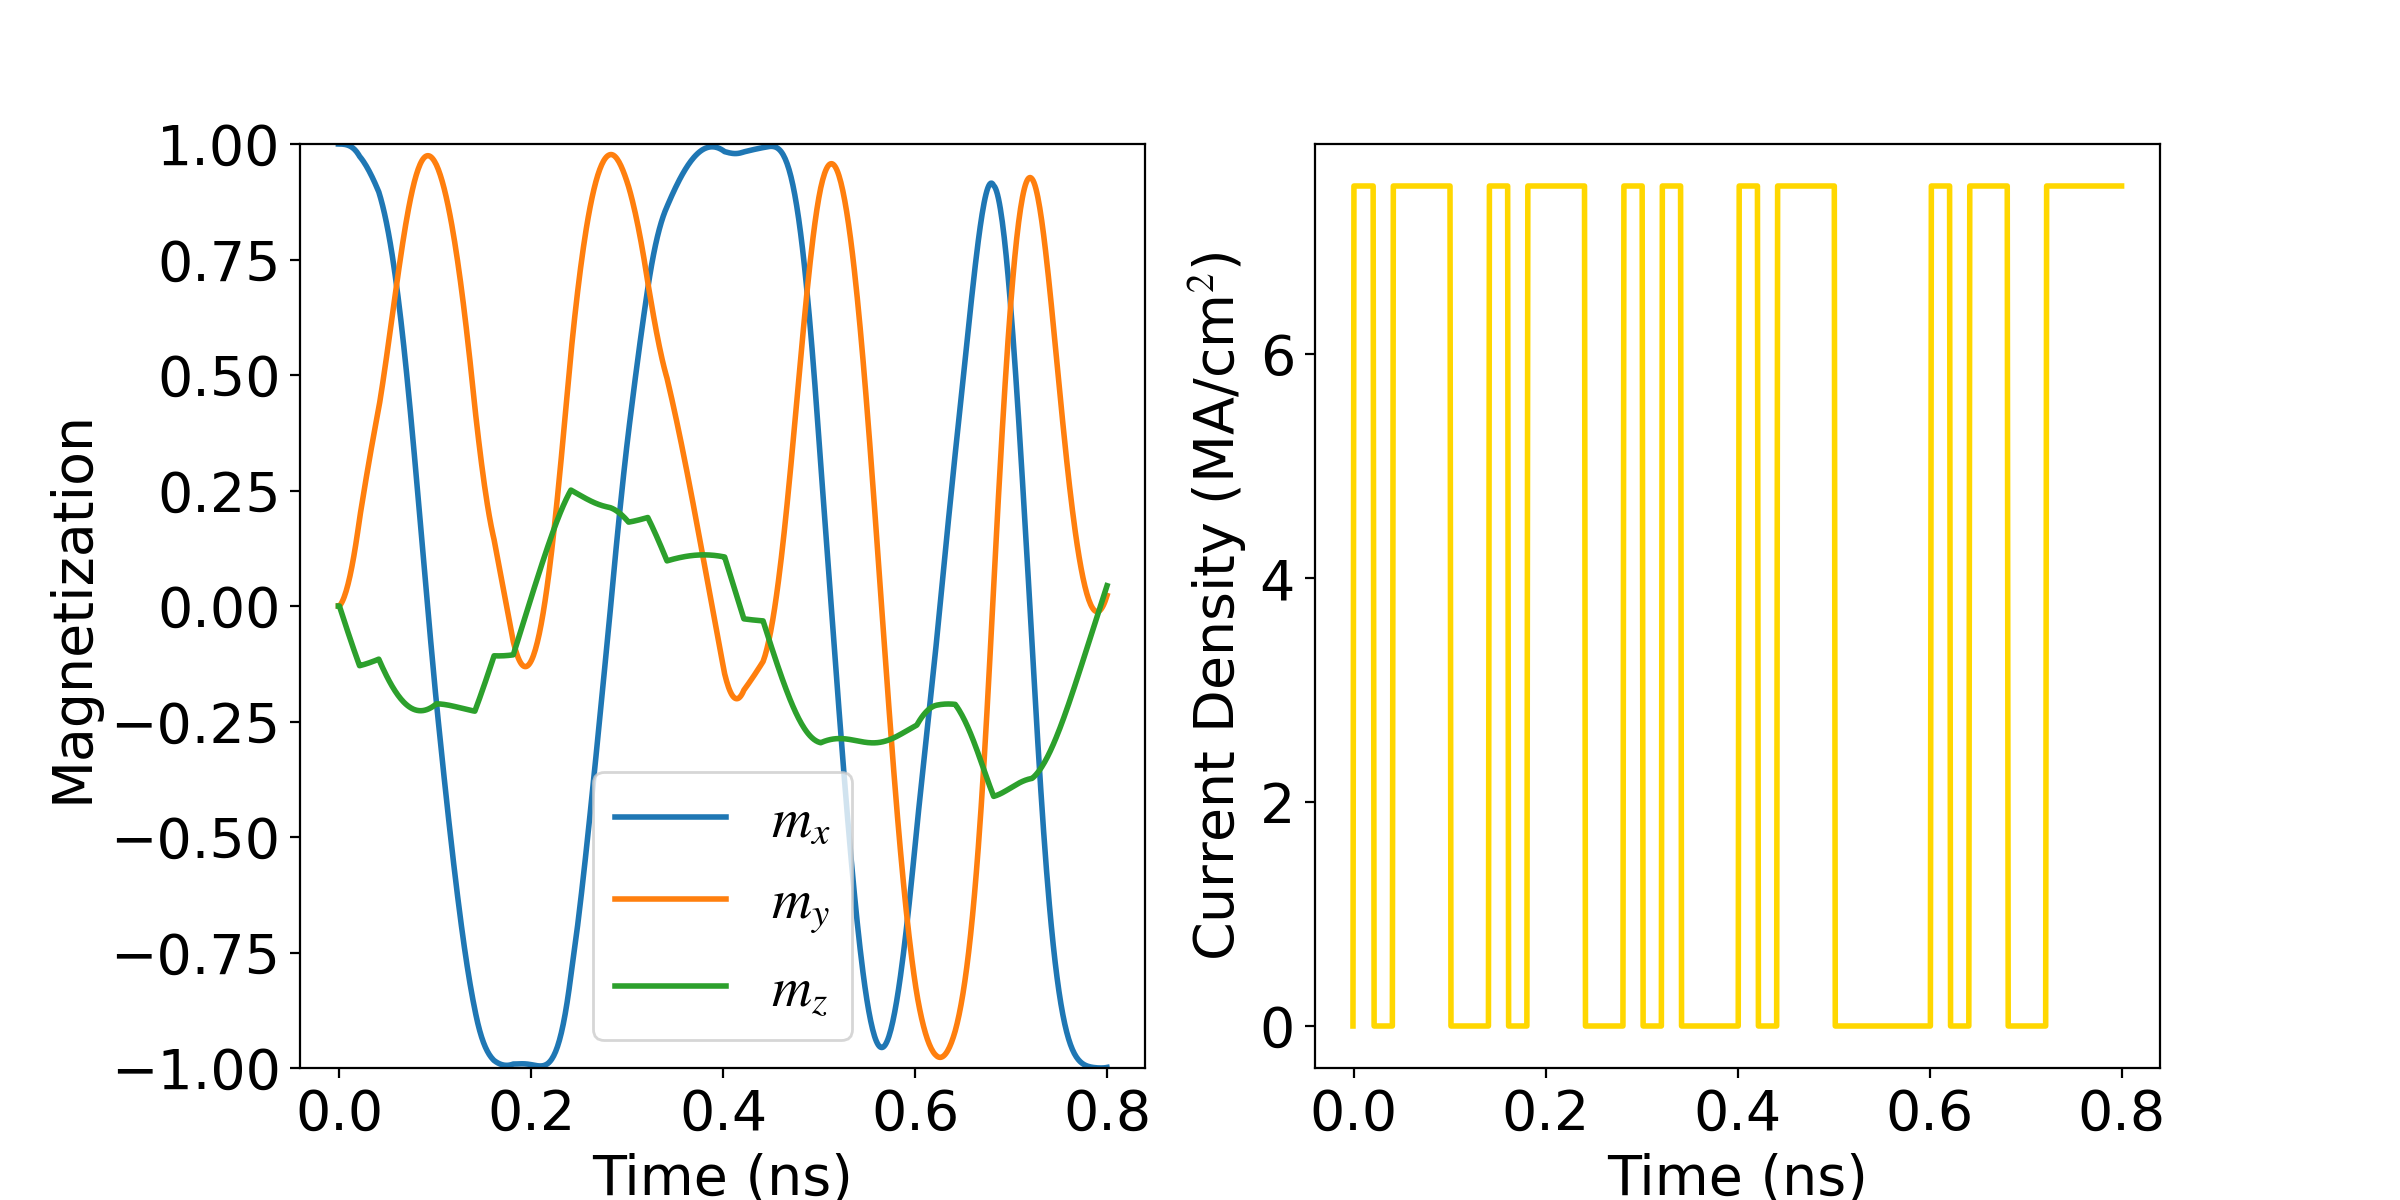 1.00
0.75
0.50
0.25
0.00
−0.25
−0.50
−0.75
−1.00
Magnetization
0.0 0.2 0.4 0.6 0.8
Time (ns)
m_x
m_y
m_z
6
4
2
0
Current Density (MA/cm²)
0.0 0.2 0.4 0.6 0.8
Time (ns)